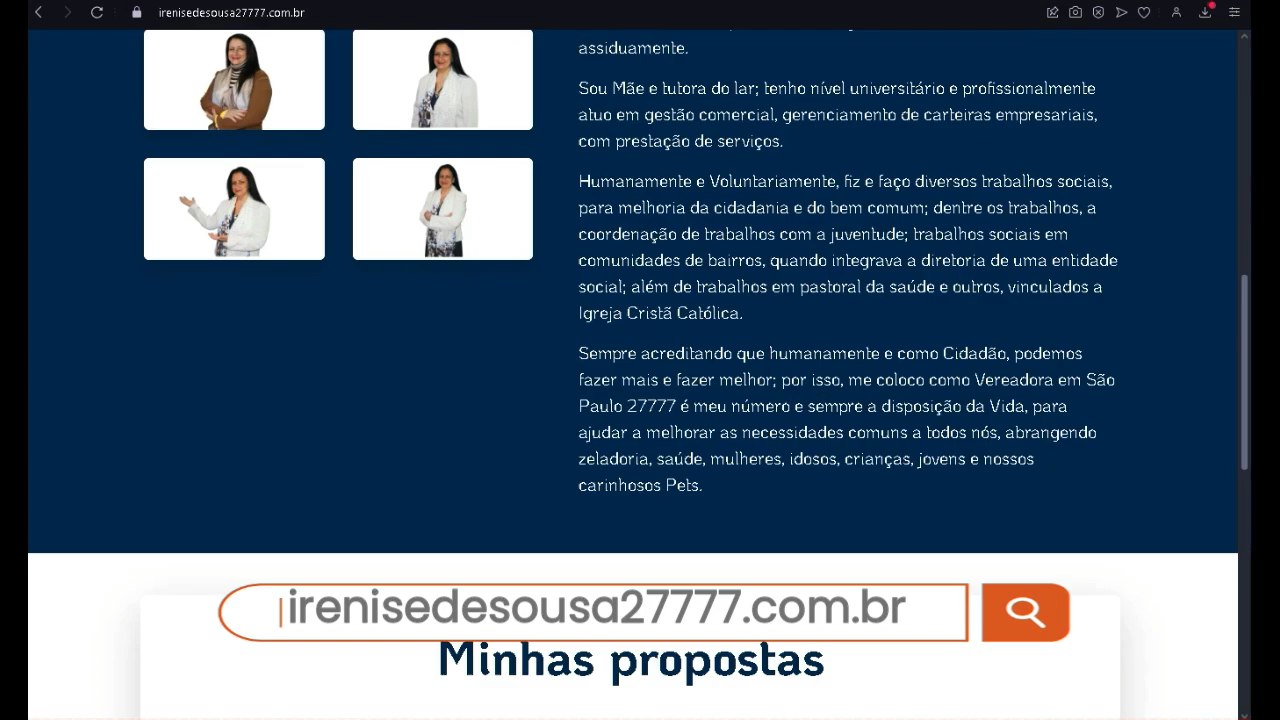 irenisedesousa27777.com.br
assiduamente.
Sou Mãe e tutora do lar; tenho nível universitário e profissionalmente
atuo em gestão comercial, gerenciamento de carteiras empresariais,
com prestação de serviços.
Humanamente e Voluntariamente, fiz e faço diversos trabalhos sociais,
para melhoria da cidadania e do bem comum; dentre os trabalhos, a
coordenação de trabalhos com a juventude; trabalhos sociais em
comunidades de bairros, quando integrava a diretoria de uma entidade
social; além de trabalhos em pastoral da saúde e outros, vinculados a
Igreja Cristã Católica.
Sempre acreditando que humanamente e como Cidadão, podemos
fazer mais e fazer melhor; por isso, me coloco como Vereadora em São
Paulo 27777 é meu número e sempre a disposição da Vida, para
ajudar a melhorar as necessidades comuns a todos nós, abrangendo
zeladoria, saúde, mulheres, idosos, crianças, jovens e nossos
carinhosos Pets.
irenisedesousa27777.com.br
Minhas propostas